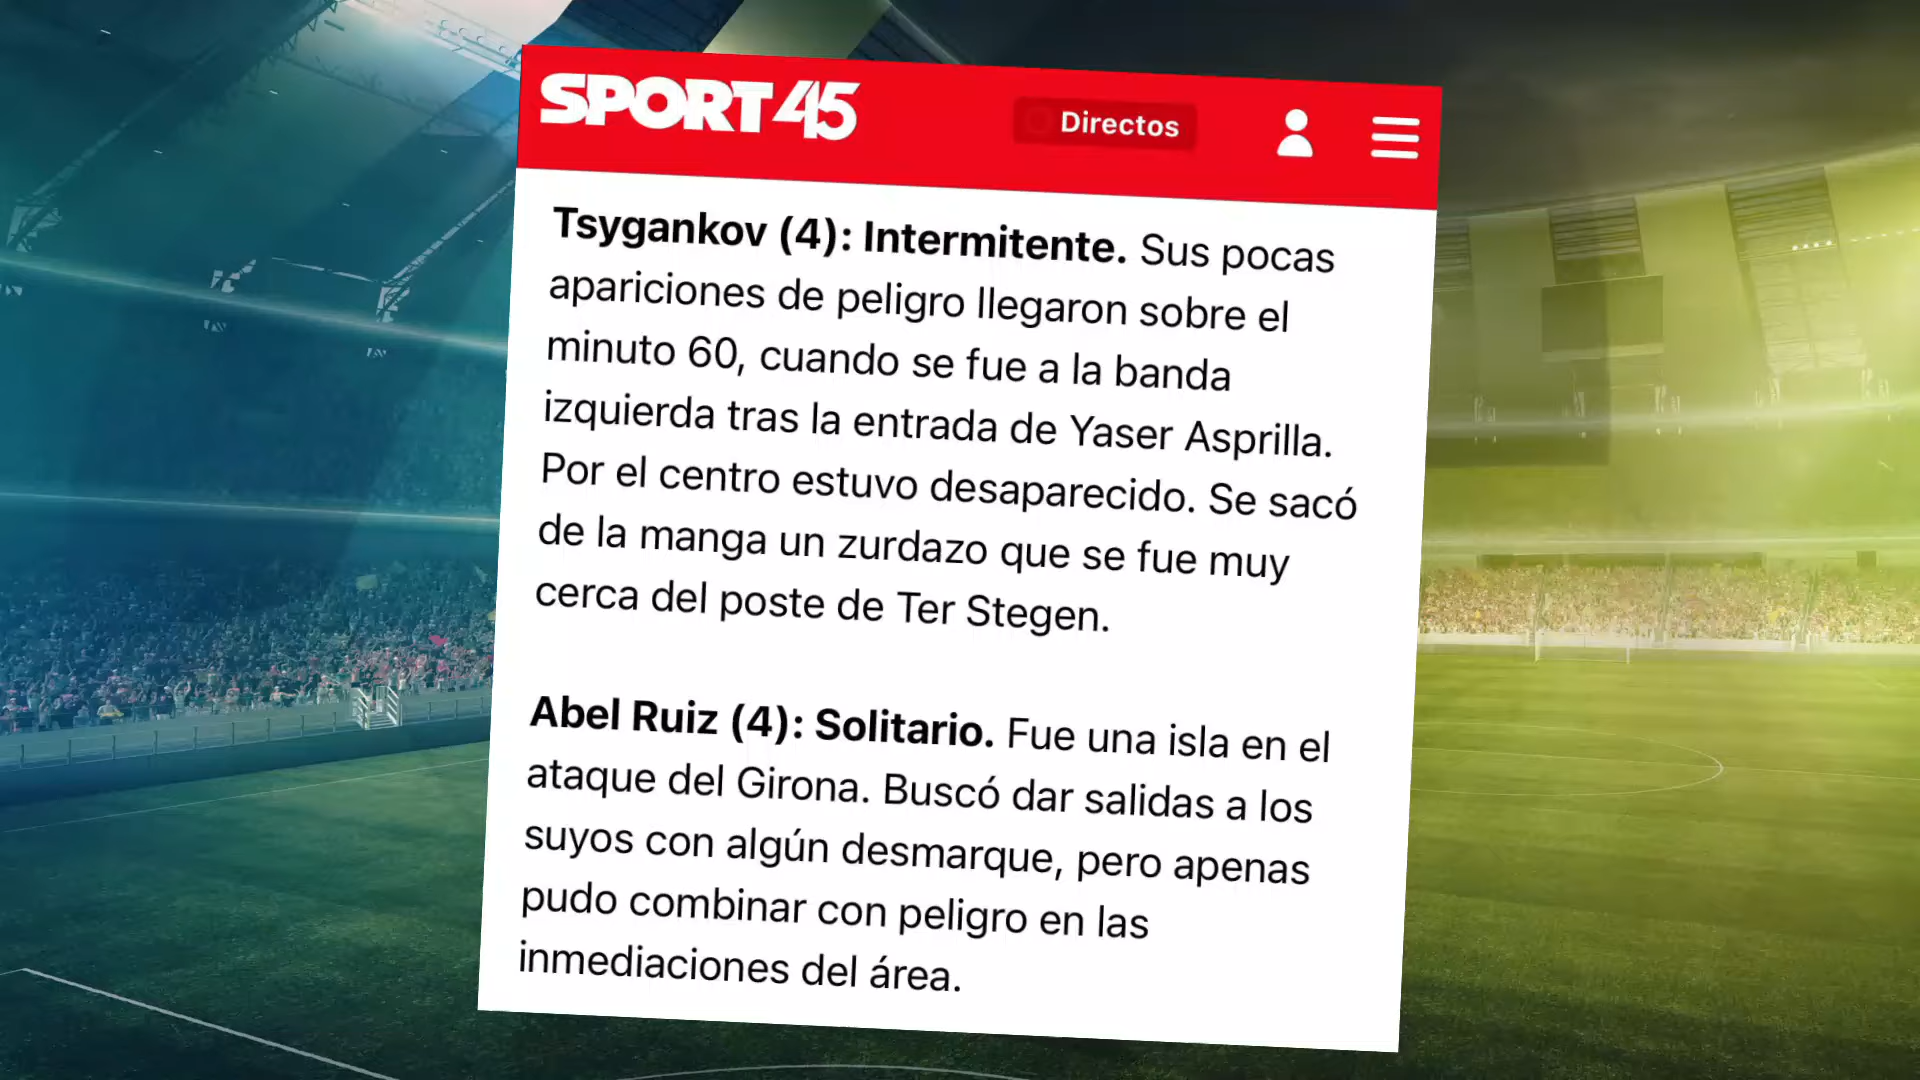 SPORT 45
Directos
Tsygankov (4): Intermitente. Sus pocas
apariciones de peligro llegaron sobre el
minuto 60, cuando se fue a la banda
izquierda tras la entrada de Yaser Asprilla.
Por el centro estuvo desaparecido. Se sacó
de la manga un zurdazo que se fue muy
cerca del poste de Ter Stegen.
Abel Ruiz (4): Solitario. Fue una isla en el
ataque del Girona. Buscó dar salidas a los
suyos con algún desmarque, pero apenas
pudo combinar con peligro en las
inmediaciones del área.